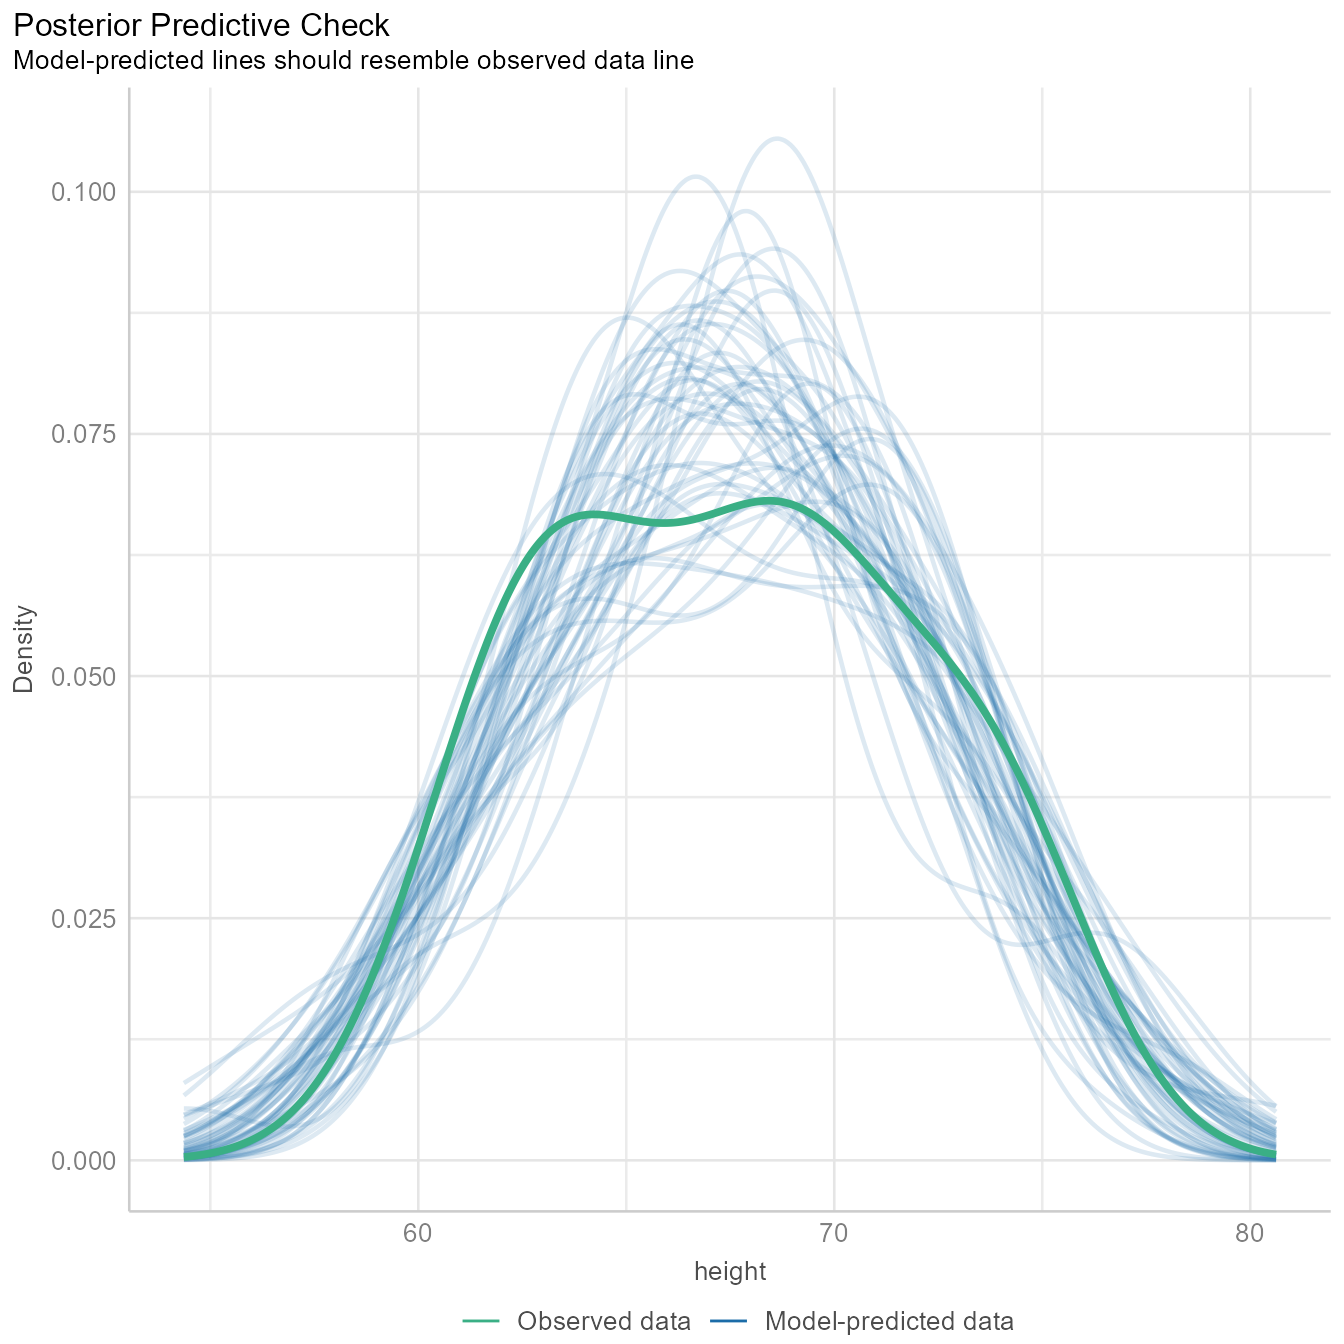 Posterior Predictive Check
Model-predicted lines should resemble observed data line
0.100
0.075
0.050
0.025
0.000
Density
60 70 80
height
Observed data Model-predicted data